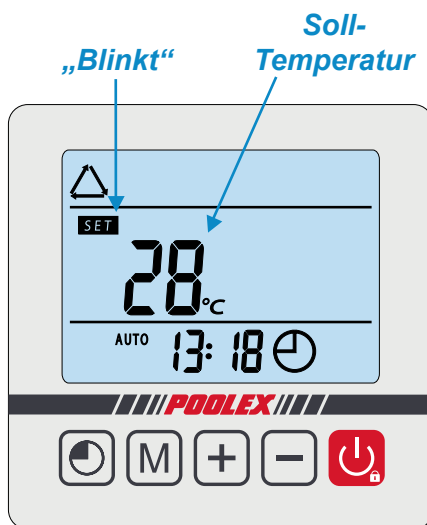 „Blinkt“
Soll-
Temperatur
SET
28 °C
AUTO 13:18
POOLEX
M + −